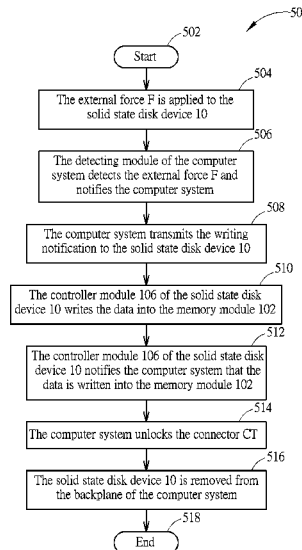 50
502
Start
504
The external force F is applied to the
solid state disk device 10
506
The detecting module of the computer
system detects the external force F and
notifies the computer system
508
The computer system transmits the writing
notification to the solid state disk device 10
510
The controller module 106 of the solid state disk
device 10 writes the data into the memory module 102
512
The controller module 106 of the solid state disk
device 10 notifies the computer system that the
data is written into the memory module 102
514
The computer system unlocks the connector CT
516
The solid state disk device 10 is removed from
the backplane of the computer system
518
End